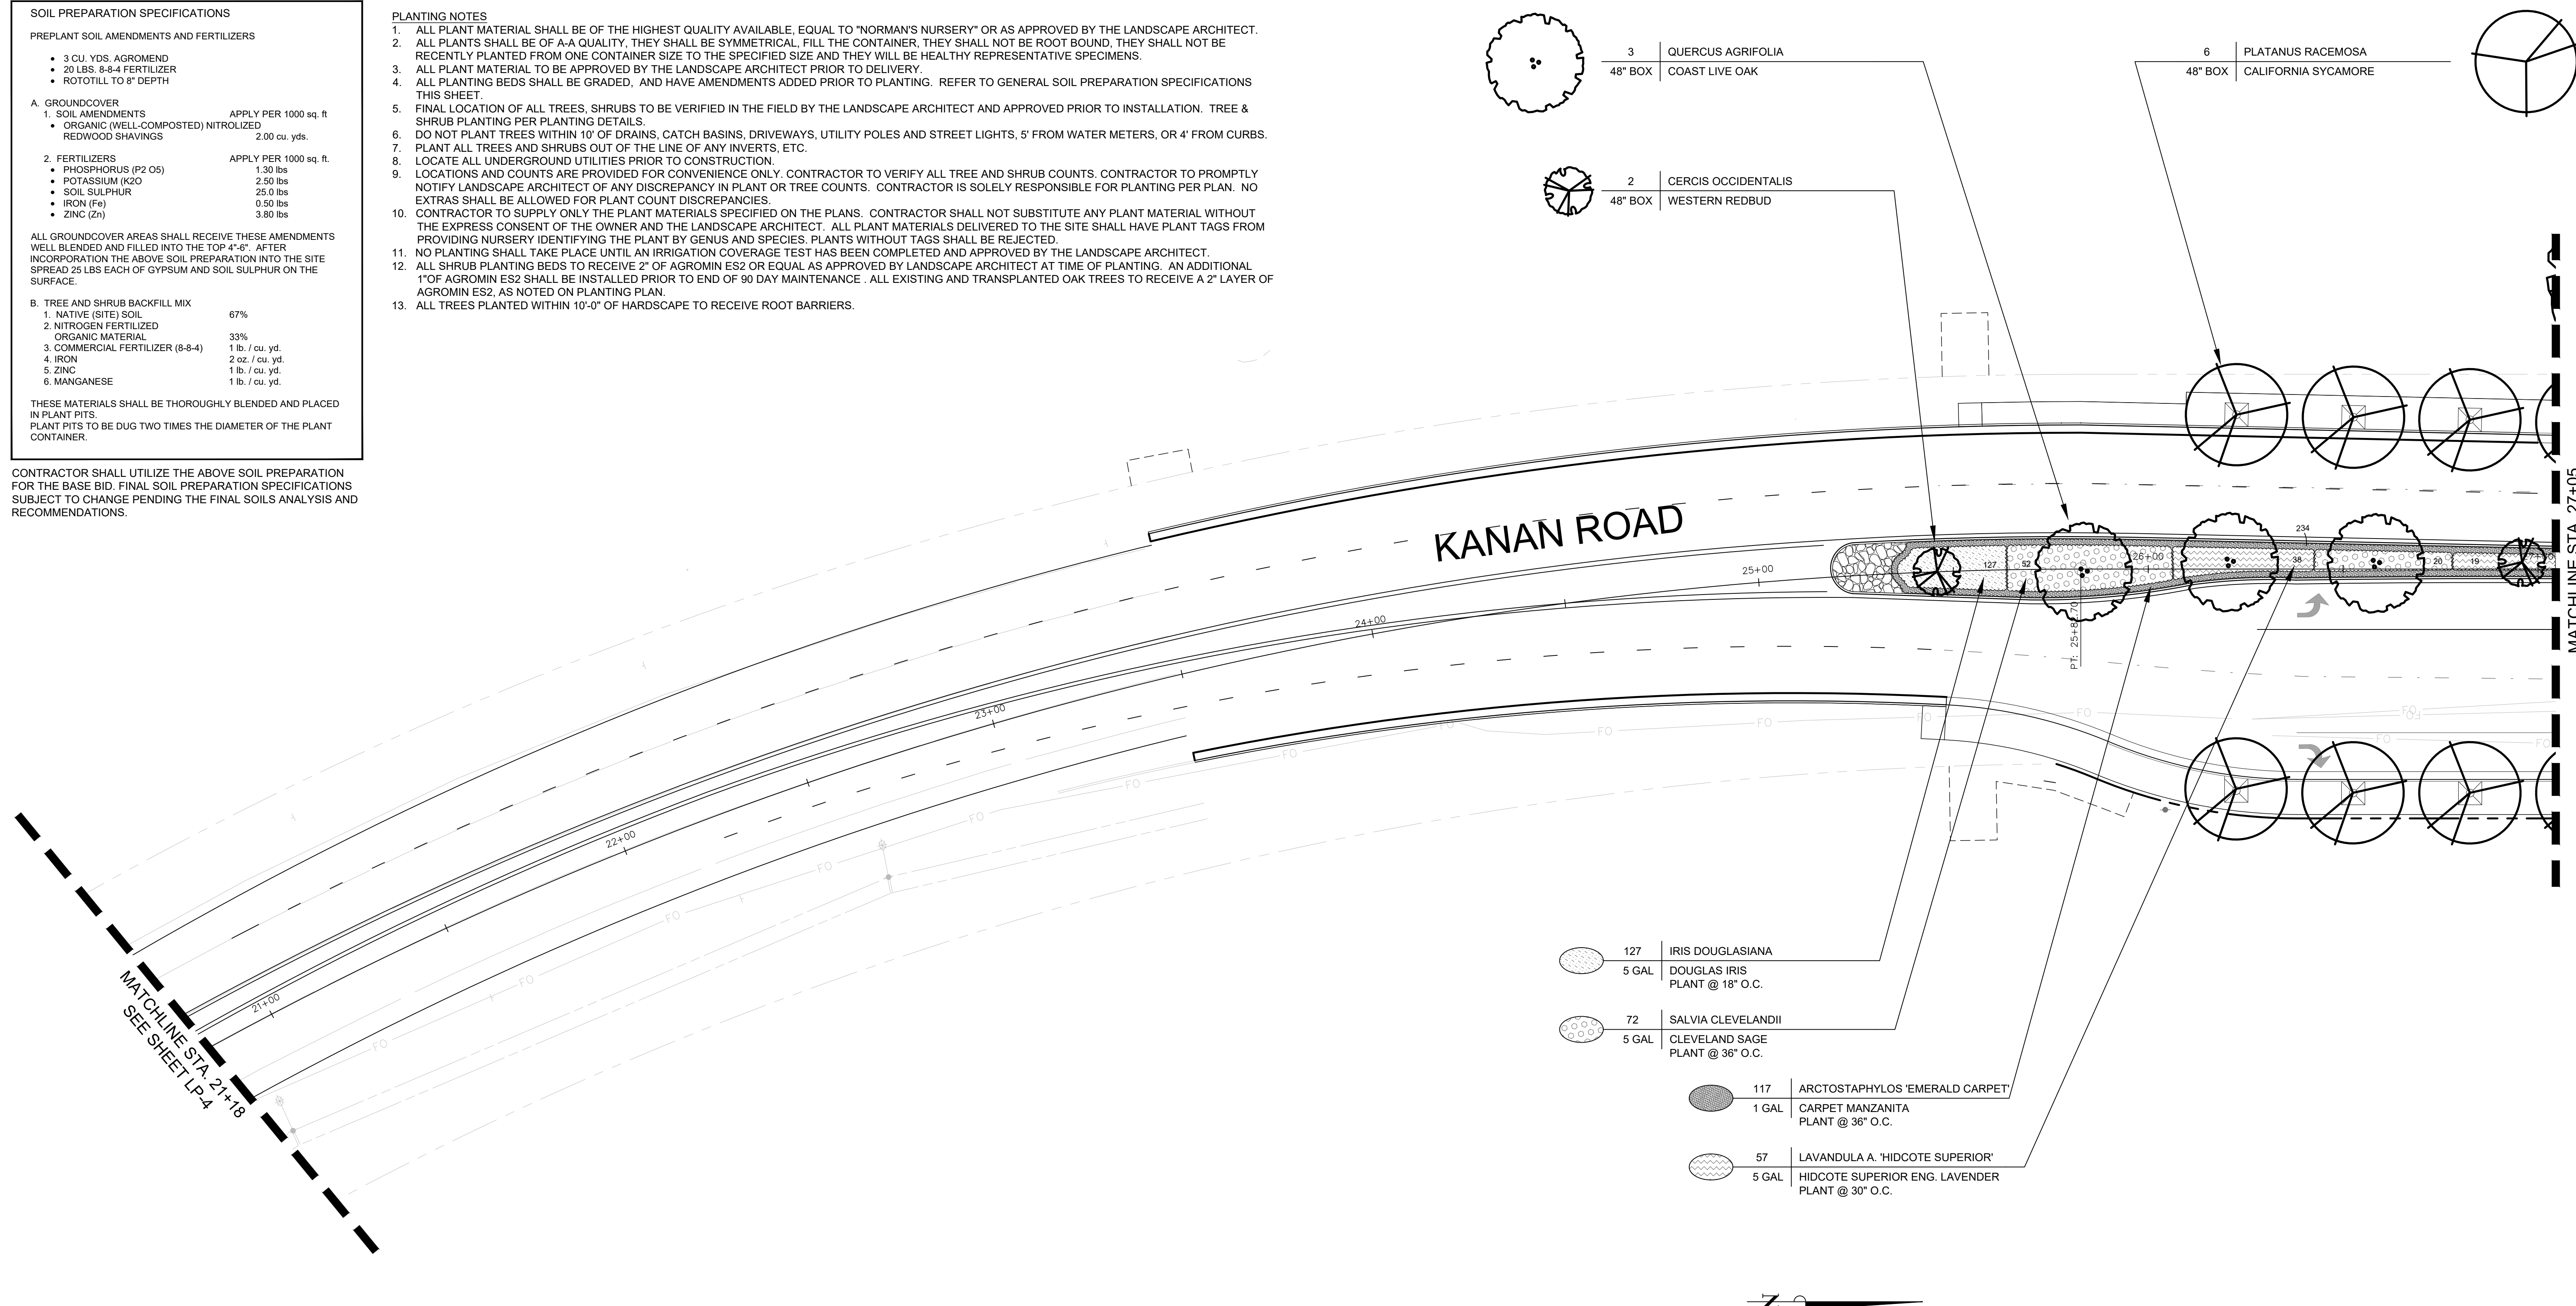 SOIL PREPARATION SPECIFICATIONS
PREPLANT SOIL AMENDMENTS AND FERTILIZERS
• 3 CU. YDS. AGROMEND
• 20 LBS. 8-8-4 FERTILIZER
• ROTOTILL TO 8" DEPTH
A. GROUNDCOVER
1. SOIL AMENDMENTS APPLY PER 1000 sq. ft
• ORGANIC (WELL-COMPOSTED) NITROLIZED
REDWOOD SHAVINGS 2.00 cu. yds.
2. FERTILIZERS APPLY PER 1000 sq. ft.
• PHOSPHORUS (P2 O5) 1.30 lbs
• POTASSIUM (K2O 2.50 lbs
• SOIL SULPHUR 25.0 lbs
• IRON (Fe) 0.50 lbs
• ZINC (Zn) 3.80 lbs
ALL GROUNDCOVER AREAS SHALL RECEIVE THESE AMENDMENTS
WELL BLENDED AND FILLED INTO THE TOP 4"-6". AFTER
INCORPORATION THE ABOVE SOIL PREPARATION INTO THE SITE
SPREAD 25 LBS EACH OF GYPSUM AND SOIL SULPHUR ON THE
SURFACE.
B. TREE AND SHRUB BACKFILL MIX
1. NATIVE (SITE) SOIL 67%
2. NITROGEN FERTILIZED
ORGANIC MATERIAL 33%
3. COMMERCIAL FERTILIZER (8-8-4) 1 lb. / cu. yd.
4. IRON 2 oz. / cu. yd.
5. ZINC 1 lb. / cu. yd.
6. MANGANESE 1 lb. / cu. yd.
THESE MATERIALS SHALL BE THOROUGHLY BLENDED AND PLACED
IN PLANT PITS.
PLANT PITS TO BE DUG TWO TIMES THE DIAMETER OF THE PLANT
CONTAINER.
CONTRACTOR SHALL UTILIZE THE ABOVE SOIL PREPARATION
FOR THE BASE BID. FINAL SOIL PREPARATION SPECIFICATIONS
SUBJECT TO CHANGE PENDING THE FINAL SOILS ANALYSIS AND
RECOMMENDATIONS.
PLANTING NOTES
1. ALL PLANT MATERIAL SHALL BE OF THE HIGHEST QUALITY AVAILABLE, EQUAL TO "NORMAN'S NURSERY" OR AS APPROVED BY THE LANDSCAPE ARCHITECT.
2. ALL PLANTS SHALL BE OF A-A QUALITY, THEY SHALL BE SYMMETRICAL, FILL THE CONTAINER, THEY SHALL NOT BE ROOT BOUND, THEY SHALL NOT BE
RECENTLY PLANTED FROM ONE CONTAINER SIZE TO THE SPECIFIED SIZE AND THEY WILL BE HEALTHY REPRESENTATIVE SPECIMENS.
3. ALL PLANT MATERIAL TO BE APPROVED BY THE LANDSCAPE ARCHITECT PRIOR TO DELIVERY.
4. ALL PLANTING BEDS SHALL BE GRADED, AND HAVE AMENDMENTS ADDED PRIOR TO PLANTING. REFER TO GENERAL SOIL PREPARATION SPECIFICATIONS
THIS SHEET.
5. FINAL LOCATION OF ALL TREES, SHRUBS TO BE VERIFIED IN THE FIELD BY THE LANDSCAPE ARCHITECT AND APPROVED PRIOR TO INSTALLATION. TREE &
SHRUB PLANTING PER PLANTING DETAILS.
6. DO NOT PLANT TREES WITHIN 10' OF DRAINS, CATCH BASINS, DRIVEWAYS, UTILITY POLES AND STREET LIGHTS, 5' FROM WATER METERS, OR 4' FROM CURBS.
7. PLANT ALL TREES AND SHRUBS OUT OF THE LINE OF ANY INVERTS, ETC.
8. LOCATE ALL UNDERGROUND UTILITIES PRIOR TO CONSTRUCTION.
9. LOCATIONS AND COUNTS ARE PROVIDED FOR CONVENIENCE ONLY. CONTRACTOR TO VERIFY ALL TREE AND SHRUB COUNTS. CONTRACTOR TO PROMPTLY
NOTIFY LANDSCAPE ARCHITECT OF ANY DISCREPANCY IN PLANT OR TREE COUNTS. CONTRACTOR IS SOLELY RESPONSIBLE FOR PLANTING PER PLAN. NO
EXTRAS SHALL BE ALLOWED FOR PLANT COUNT DISCREPANCIES.
10. CONTRACTOR TO SUPPLY ONLY THE PLANT MATERIALS SPECIFIED ON THE PLANS. CONTRACTOR SHALL NOT SUBSTITUTE ANY PLANT MATERIAL WITHOUT
THE EXPRESS CONSENT OF THE OWNER AND THE LANDSCAPE ARCHITECT. ALL PLANT MATERIALS DELIVERED TO THE SITE SHALL HAVE PLANT TAGS FROM
PROVIDING NURSERY IDENTIFYING THE PLANT BY GENUS AND SPECIES. PLANTS WITHOUT TAGS SHALL BE REJECTED.
11. NO PLANTING SHALL TAKE PLACE UNTIL AN IRRIGATION COVERAGE TEST HAS BEEN COMPLETED AND APPROVED BY THE LANDSCAPE ARCHITECT.
12. ALL SHRUB PLANTING BEDS TO RECEIVE 2" OF AGROMIN ES2 OR EQUAL AS APPROVED BY LANDSCAPE ARCHITECT AT TIME OF PLANTING. AN ADDITIONAL
1"OF AGROMIN ES2 SHALL BE INSTALLED PRIOR TO END OF 90 DAY MAINTENANCE . ALL EXISTING AND TRANSPLANTED OAK TREES TO RECEIVE A 2" LAYER OF
AGROMIN ES2, AS NOTED ON PLANTING PLAN.
13. ALL TREES PLANTED WITHIN 10'-0" OF HARDSCAPE TO RECEIVE ROOT BARRIERS.
3 QUERCUS AGRIFOLIA
48" BOX COAST LIVE OAK
6 PLATANUS RACEMOSA
48" BOX CALIFORNIA SYCAMORE
2 CERCIS OCCIDENTALIS
48" BOX WESTERN REDBUD
MATCHLINE STA. 27+05
KANAN ROAD
234
26+00
25+00
127 52 38 20 19
24+00
23+00
22+00
21+00
FO FO FO FO FO FO FO
FO FO FO FO FO FO FO FO
MATCHLINE STA. 21+18
SEE SHEET LP-4
127 IRIS DOUGLASIANA
5 GAL DOUGLAS IRIS
PLANT @ 18" O.C.
72 SALVIA CLEVELANDII
5 GAL CLEVELAND SAGE
PLANT @ 36" O.C.
117 ARCTOSTAPHYLOS 'EMERALD CARPET'
1 GAL CARPET MANZANITA
PLANT @ 36" O.C.
57 LAVANDULA A. 'HIDCOTE SUPERIOR'
5 GAL HIDCOTE SUPERIOR ENG. LAVENDER
PLANT @ 30" O.C.